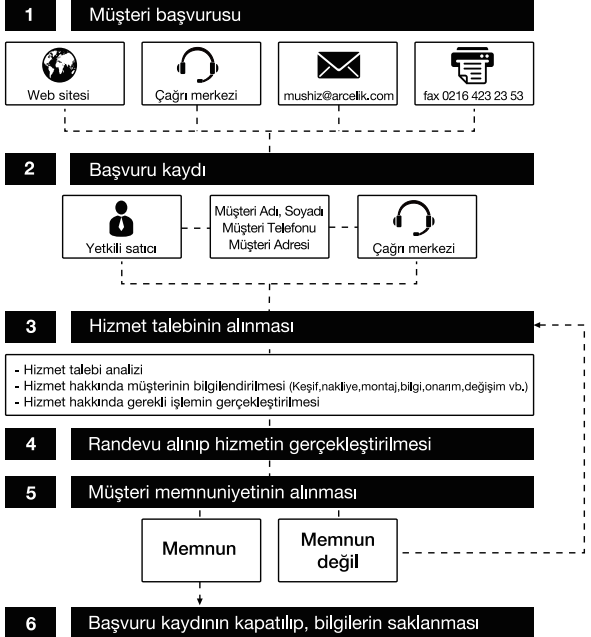 1 Müşteri başvurusu
Web sitesi
Çağrı merkezi
mushiz@arcelik.com
fax 0216 423 23 53
2 Başvuru kaydı
Yetkili satıcı
Müşteri Adı, Soyadı
Müşteri Telefonu
Müşteri Adresi
Çağrı merkezi
3 Hizmet talebinin alınması
- Hizmet talebi analizi
- Hizmet hakkında müşterinin bilgilendirilmesi (Keşif,nakliye,montaj,bilgi,onarım,değişim vb.)
- Hizmet hakkında gerekli işlemin gerçekleştirilmesi
4 Randevu alınıp hizmetin gerçekleştirilmesi
5 Müşteri memnuniyetinin alınması
Memnun
Memnun
değil
6 Başvuru kaydının kapatılıp, bilgilerin saklanması